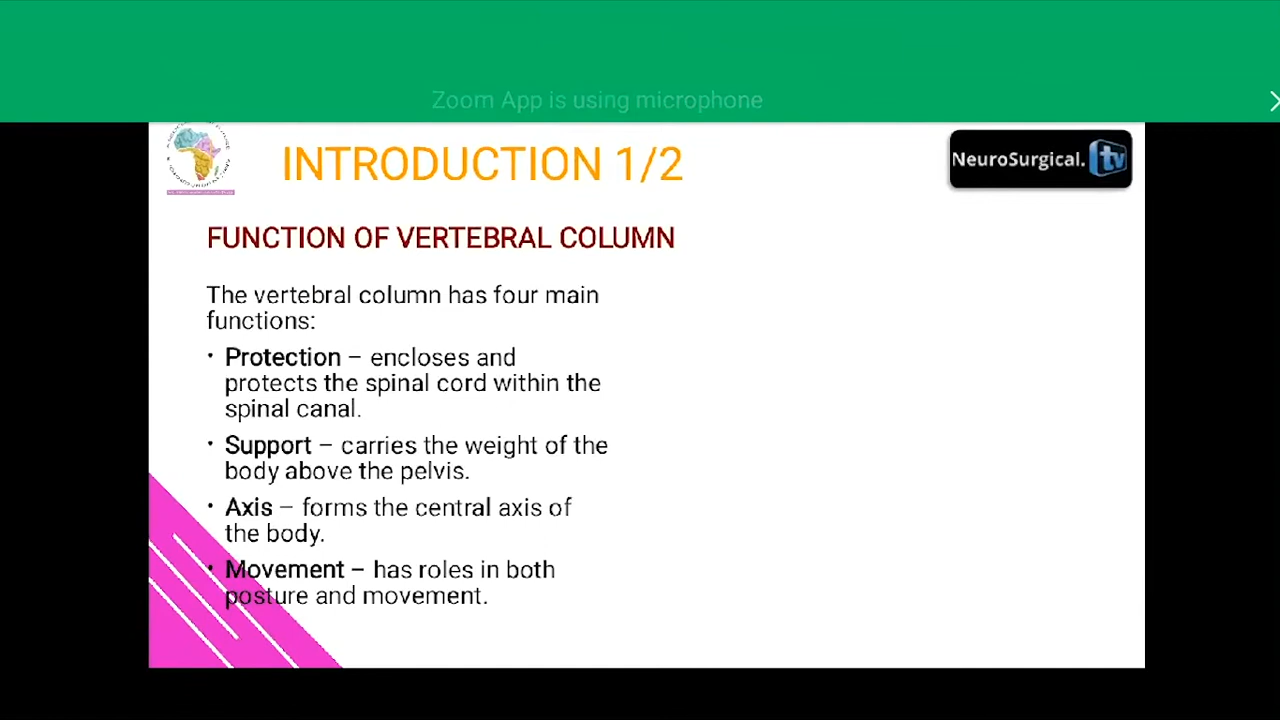 Zoom App is using microphone
INTRODUCTION 1/2
NeuroSurgical.tv
FUNCTION OF VERTEBRAL COLUMN
The vertebral column has four main
functions:
• Protection – encloses and
protects the spinal cord within the
spinal canal.
• Support – carries the weight of the
body above the pelvis.
• Axis – forms the central axis of
the body.
• Movement – has roles in both
posture and movement.